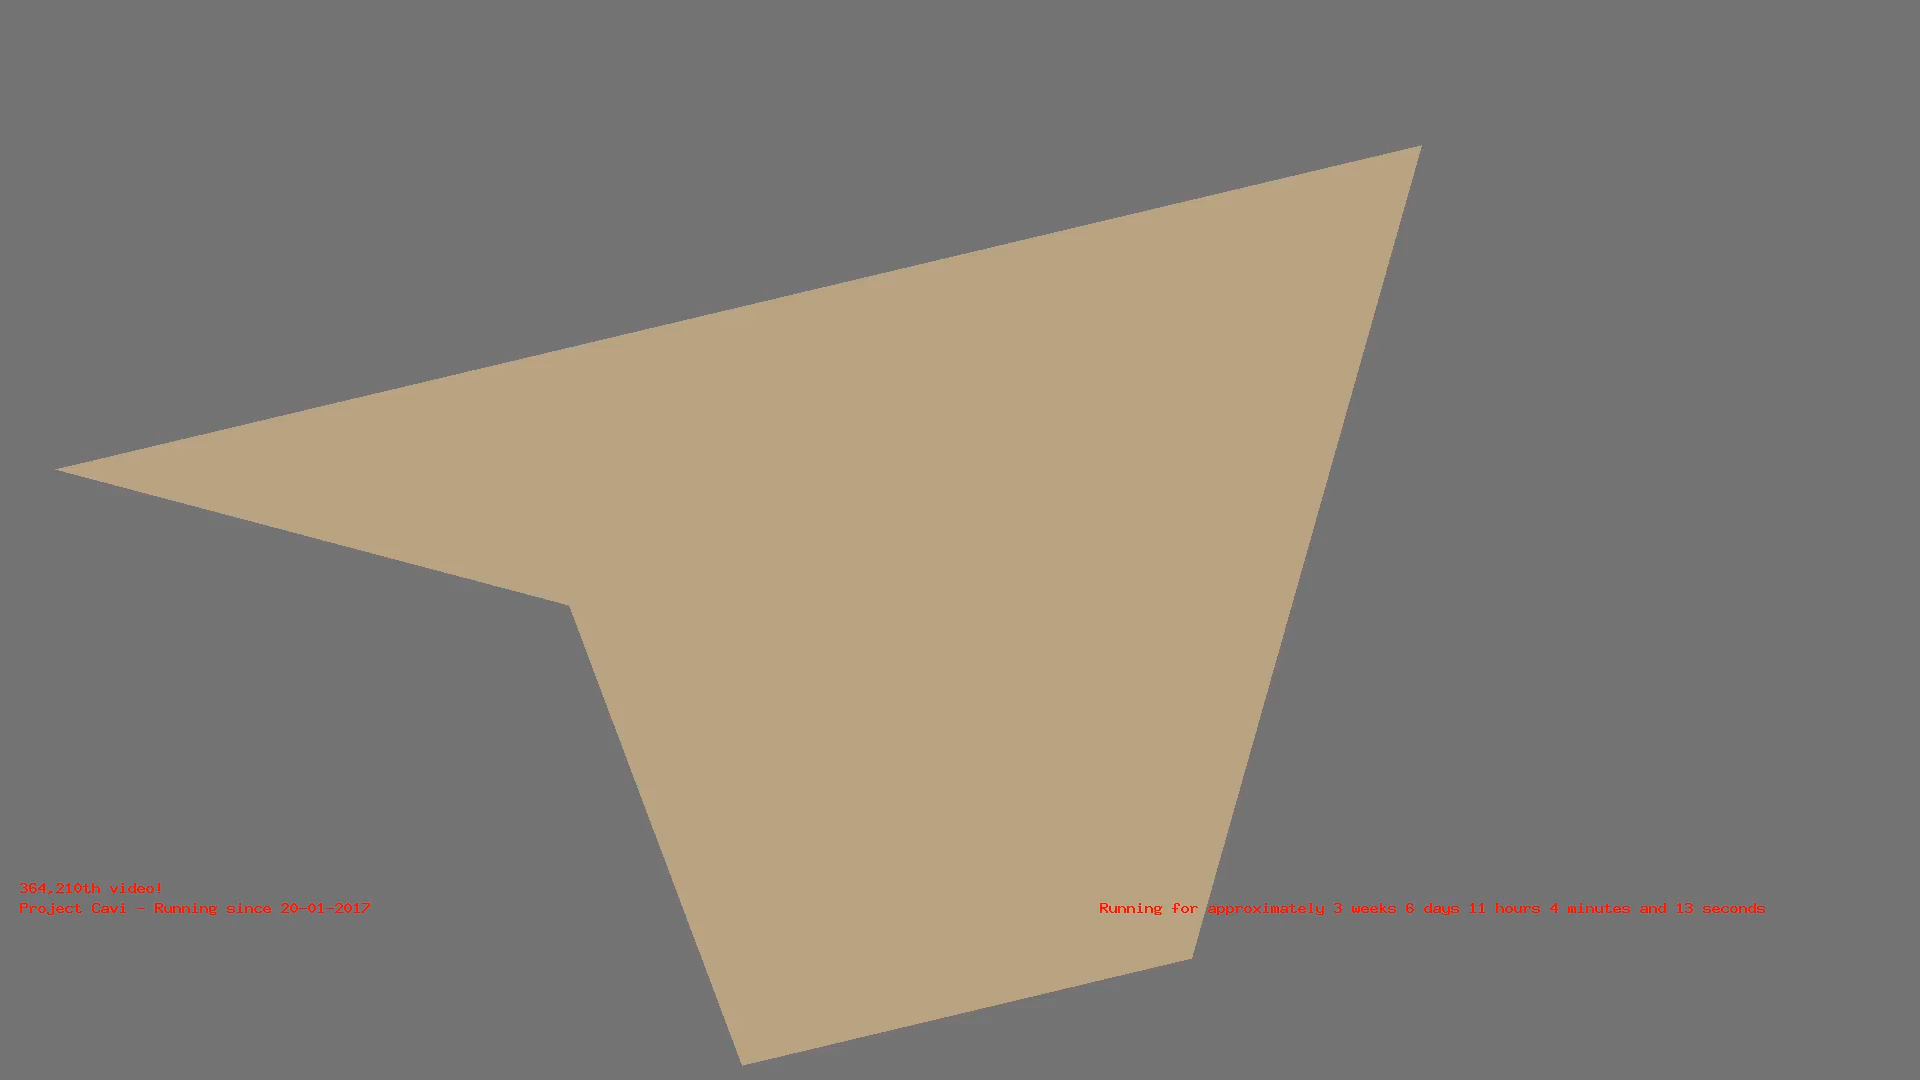 364,210th video!
Project Cavi - Running since 20-01-2017
Running for approximately 3 weeks 6 days 11 hours 4 minutes and 13 seconds